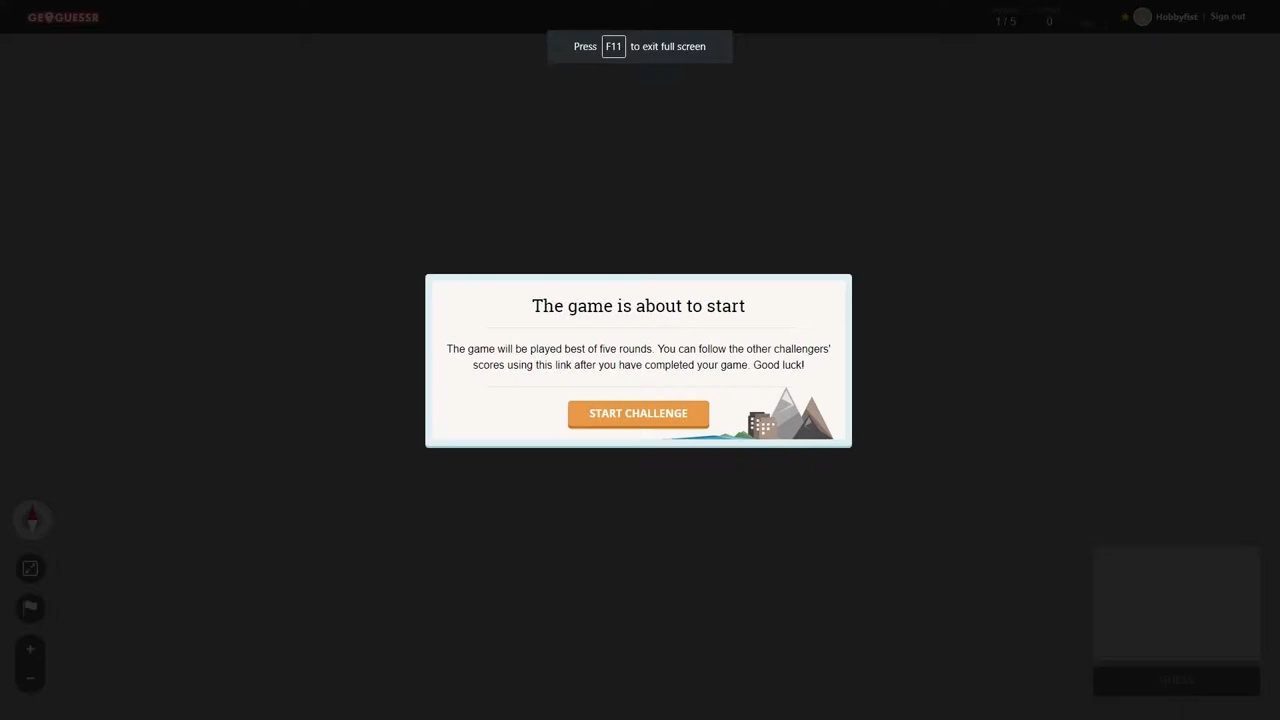 GEOGUESSR
1 / 5
0
Hobbyfist | Sign out
Press F11 to exit full screen
The game is about to start
The game will be played best of five rounds. You can follow the other challengers'
scores using this link after you have completed your game. Good luck!
START CHALLENGE
+
−